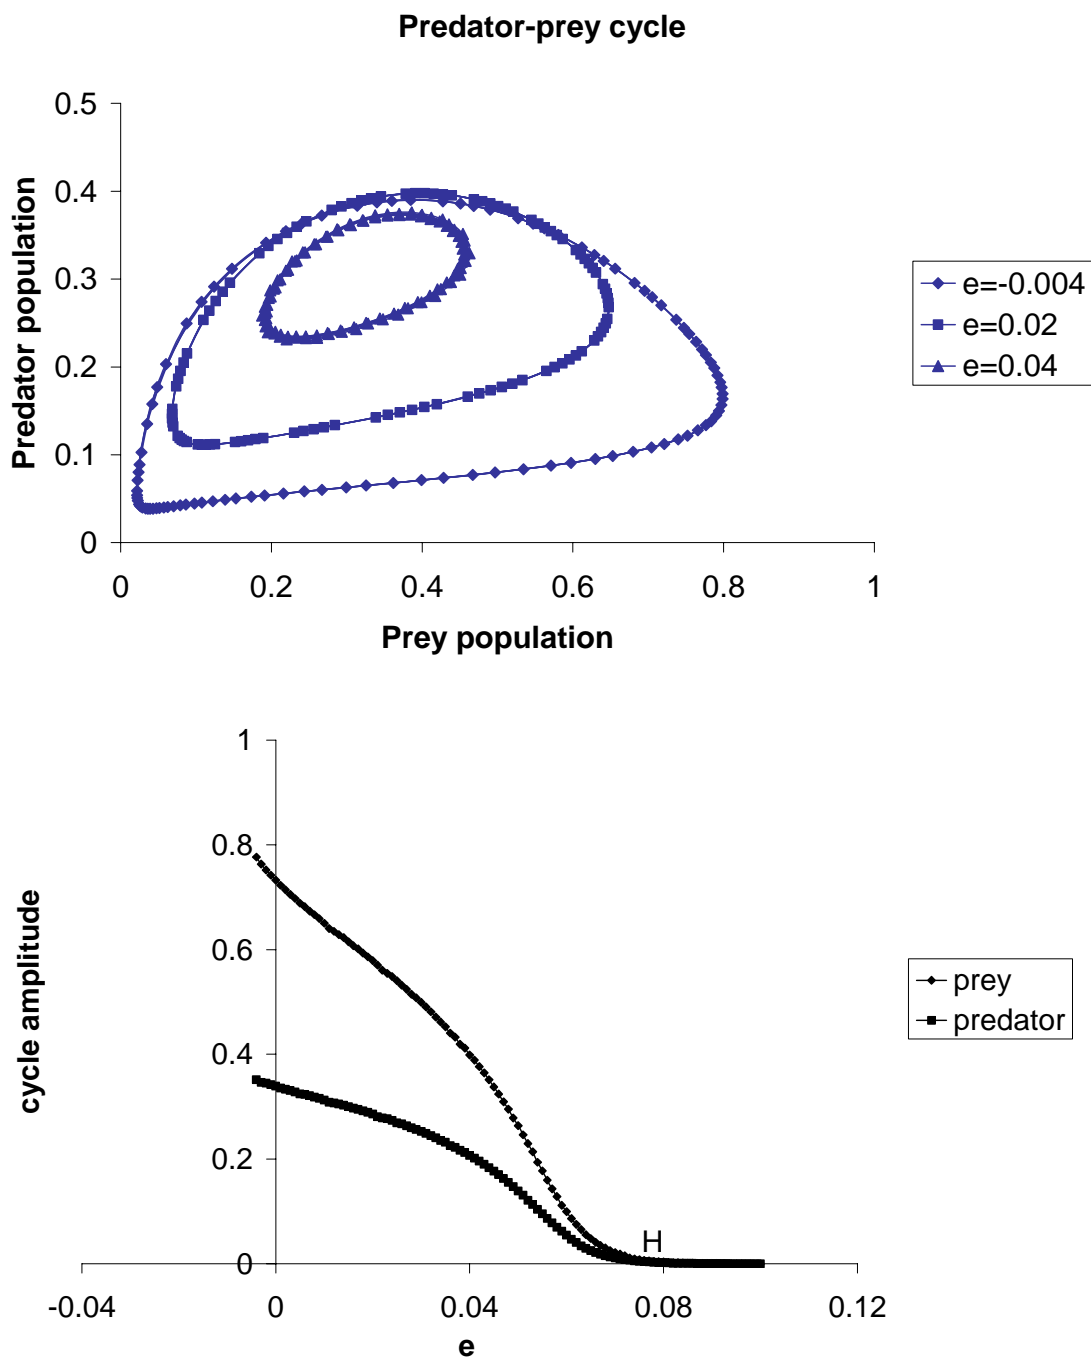 Predator-prey cycle
0.5
0.4
0.3
0.2
0.1
0
Predator population
0 0.2 0.4 0.6 0.8 1
Prey population
e=-0.004
e=0.02
e=0.04
1
0.8
0.6
0.4
0.2
0
cycle amplitude
H
-0.04 0 0.04 0.08 0.12
e
prey
predator